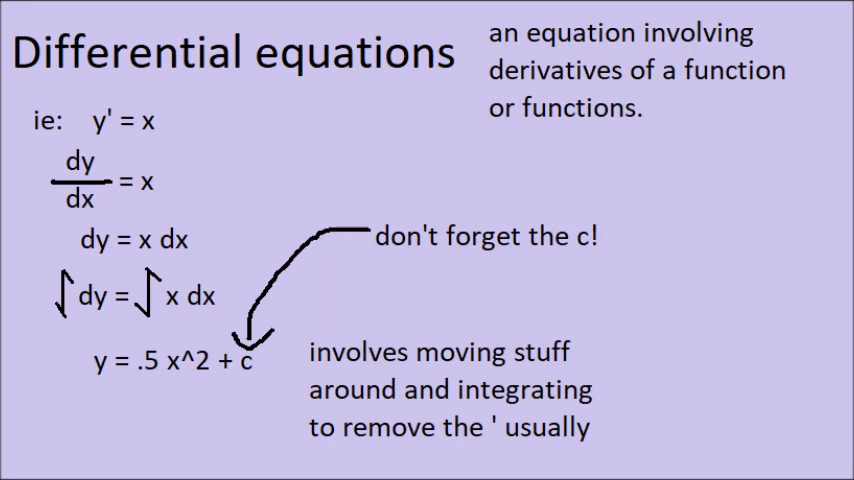 Differential equations
an equation involving
derivatives of a function
or functions.
ie: y' = x
dy
dx
= x
dy = x dx
∫ dy = ∫ x dx
don't forget the c!
y = .5 x^2 + c
involves moving stuff
around and integrating
to remove the ' usually